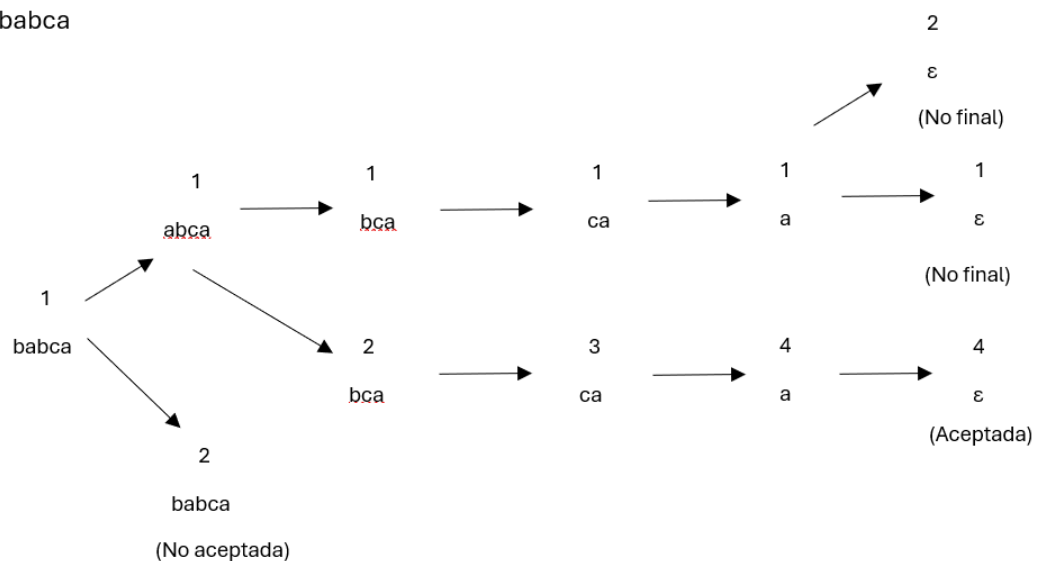 babca
2
ε
(No final)
1
1
1
1
1
abca
bca
ca
a
ε
(No final)
1
babca
2
3
4
4
bca
ca
a
ε
(Aceptada)
2
babca
(No aceptada)